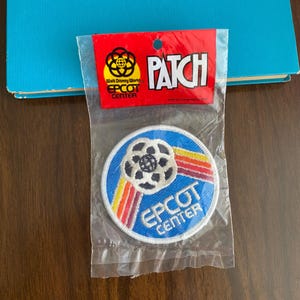 Walt Disney World
EPCOT
CENTER
PATCH
EPCOT
CENTER